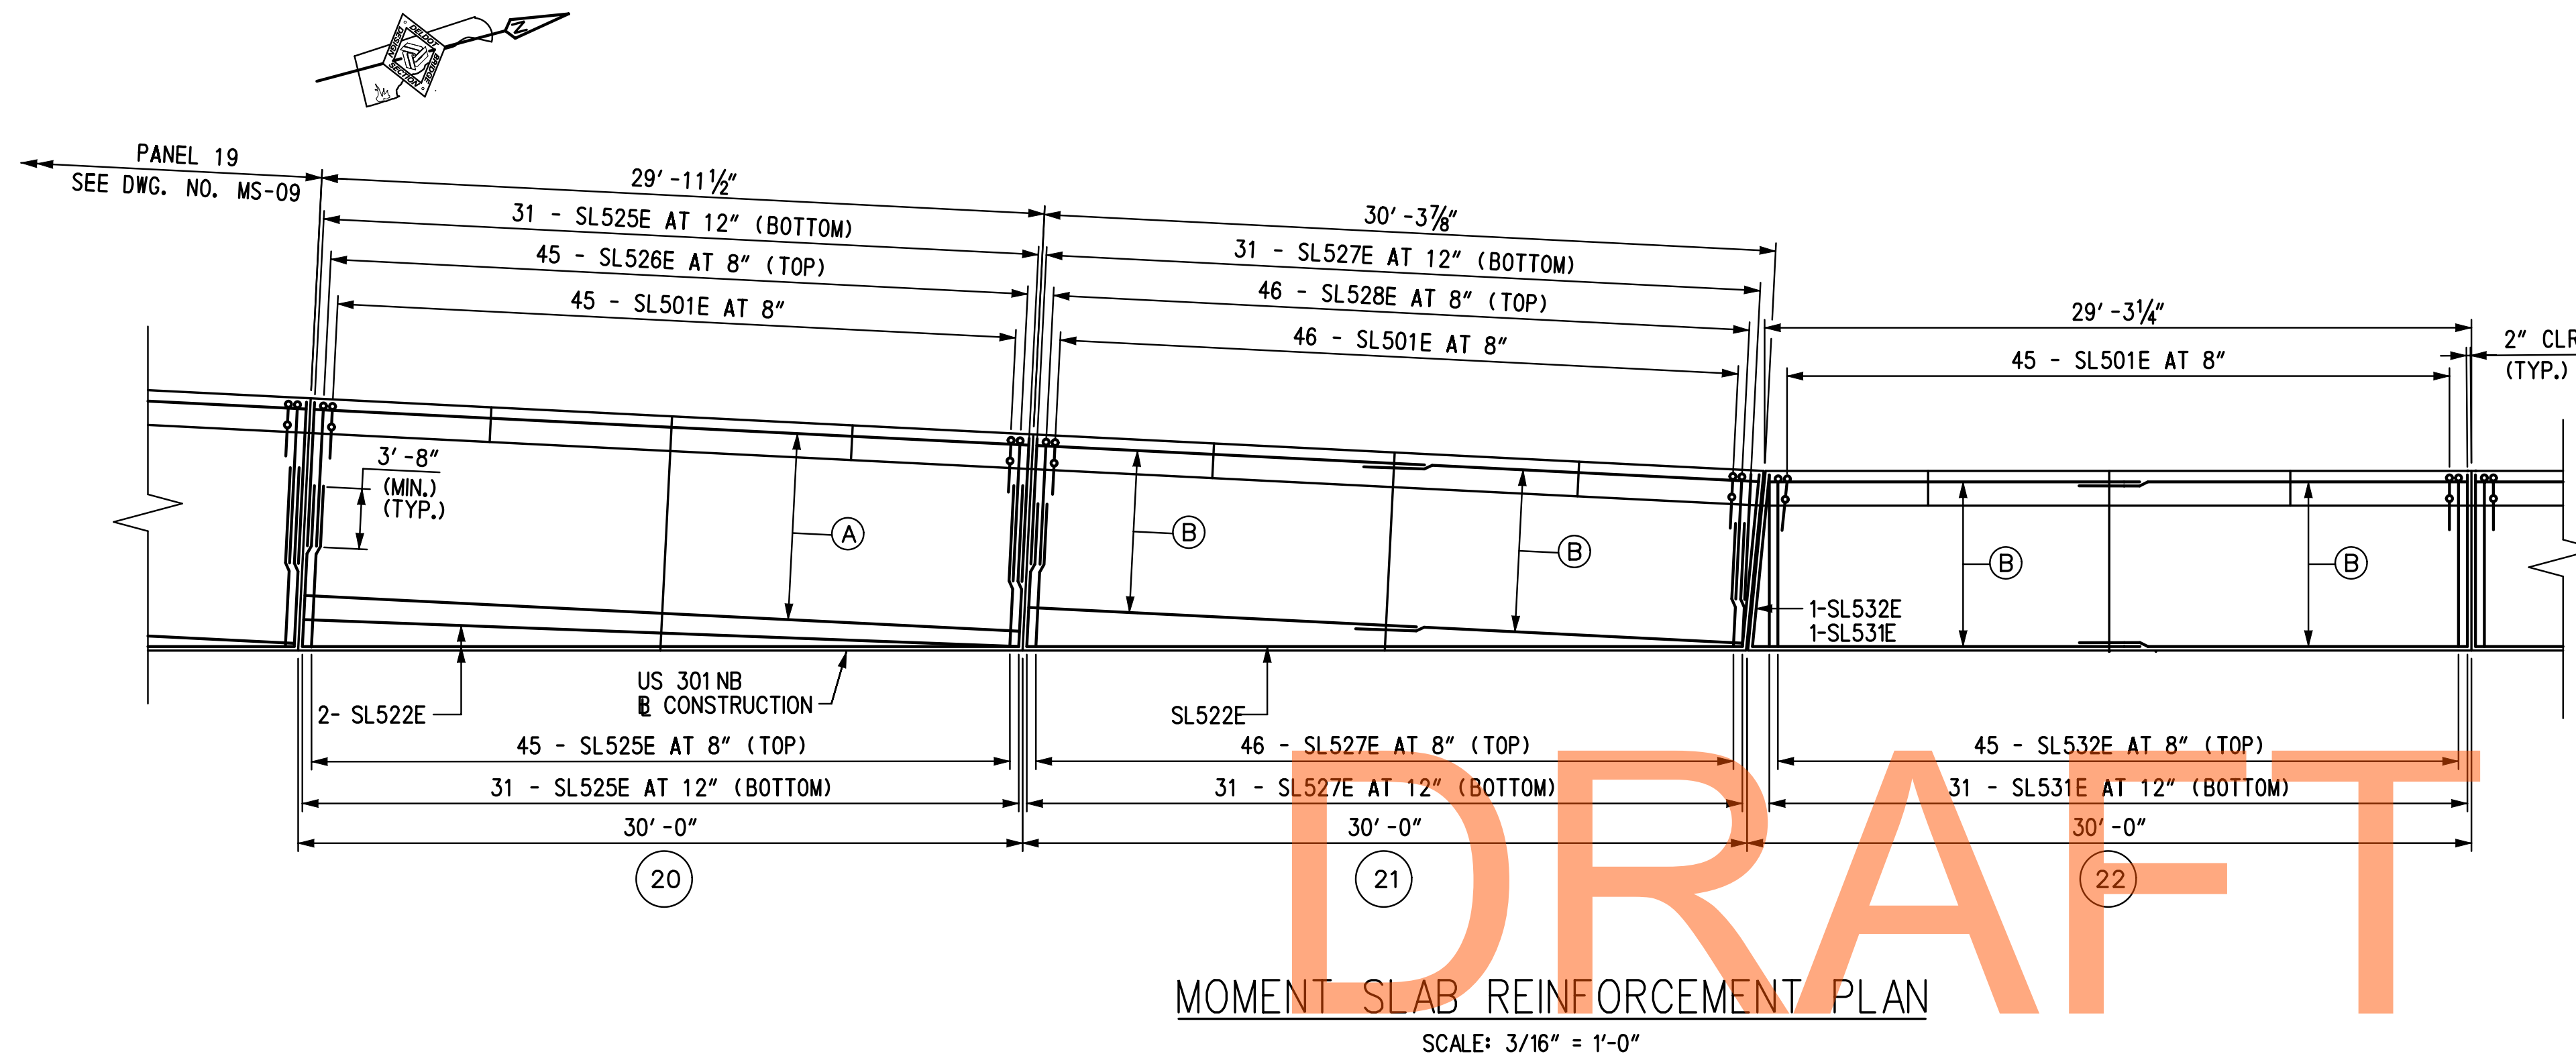 DELDOT
BRIDGE
DESIGN
SECTION
N
PANEL 19
SEE DWG. NO. MS-09
29'-11½"
31 - SL525E AT 12" (BOTTOM)
45 - SL526E AT 8" (TOP)
45 - SL501E AT 8"
30'-3⅞"
31 - SL527E AT 12" (BOTTOM)
46 - SL528E AT 8" (TOP)
46 - SL501E AT 8"
29'-3¼"
45 - SL501E AT 8"
2" CLR
(TYP.)
3'-8"
(MIN.)
(TYP.)
A
B
B
B
B
1-SL532E
1-SL531E
US 301 NB
BL CONSTRUCTION
2- SL522E
SL522E
45 - SL525E AT 8" (TOP)
31 - SL525E AT 12" (BOTTOM)
30'-0"
20
46 - SL527E AT 8" (TOP)
31 - SL527E AT 12" (BOTTOM)
30'-0"
21
45 - SL532E AT 8" (TOP)
31 - SL531E AT 12" (BOTTOM)
30'-0"
22
DRAFT
MOMENT SLAB REINFORCEMENT PLAN
SCALE: 3/16" = 1'-0"